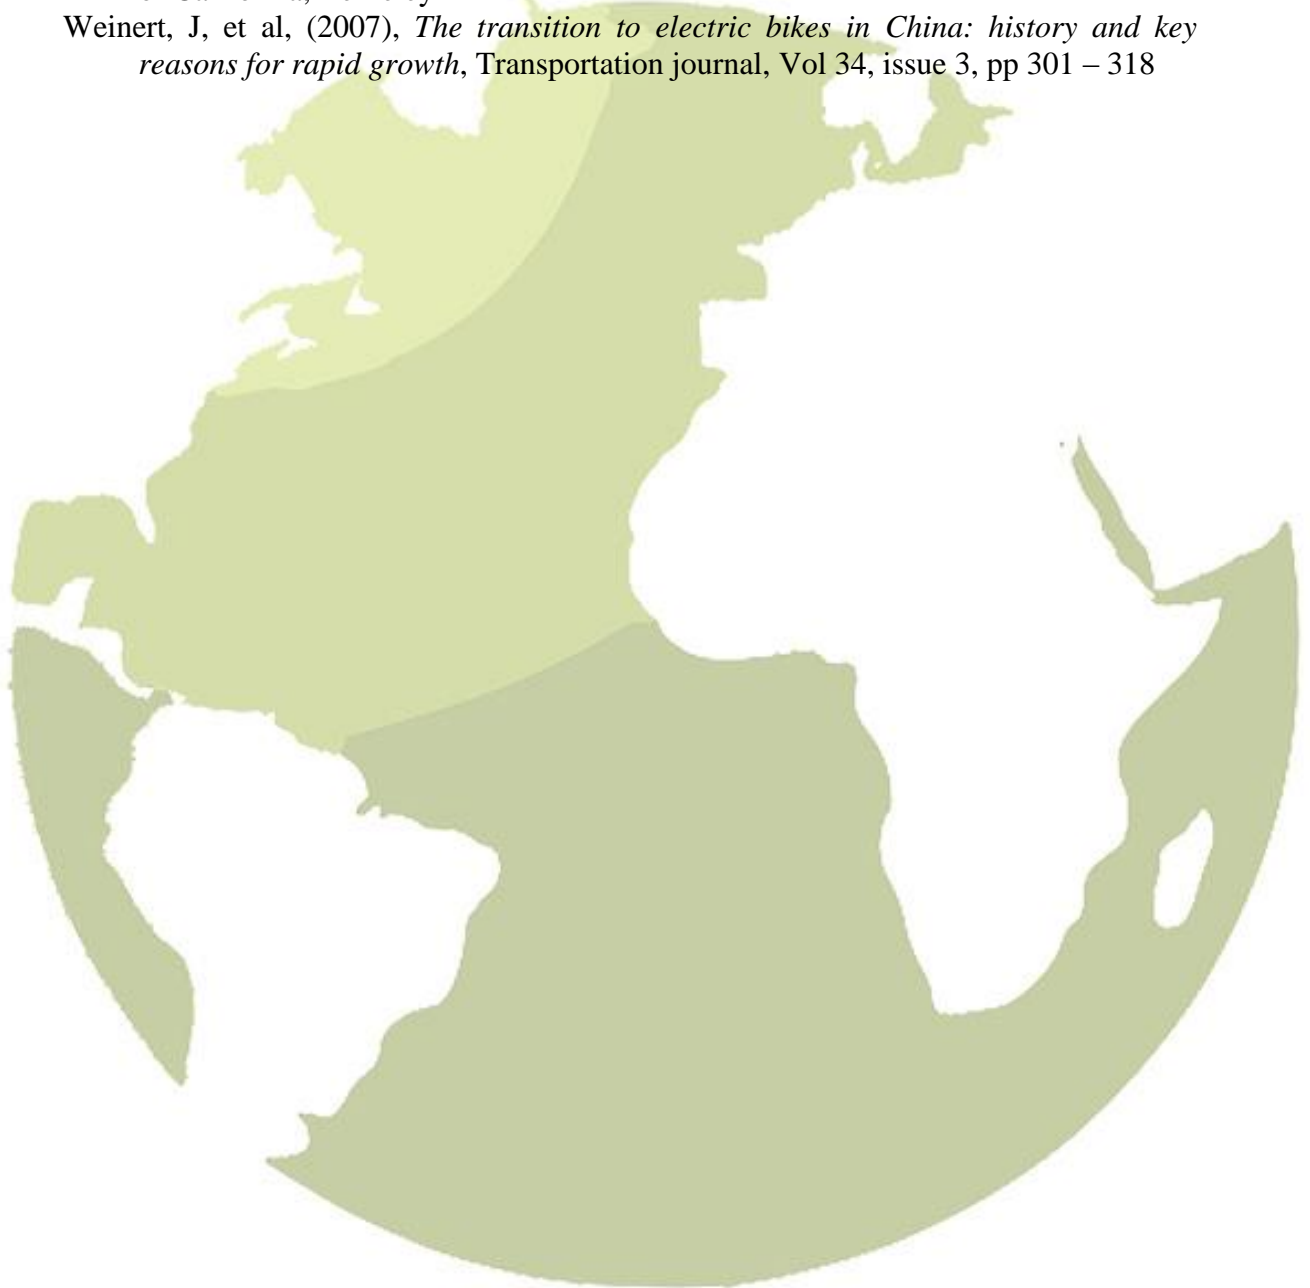 Weinert, J, et al, (2007), The transition to electric bikes in China: history and key
reasons for rapid growth, Transportation journal, Vol 34, issue 3, pp 301 – 318